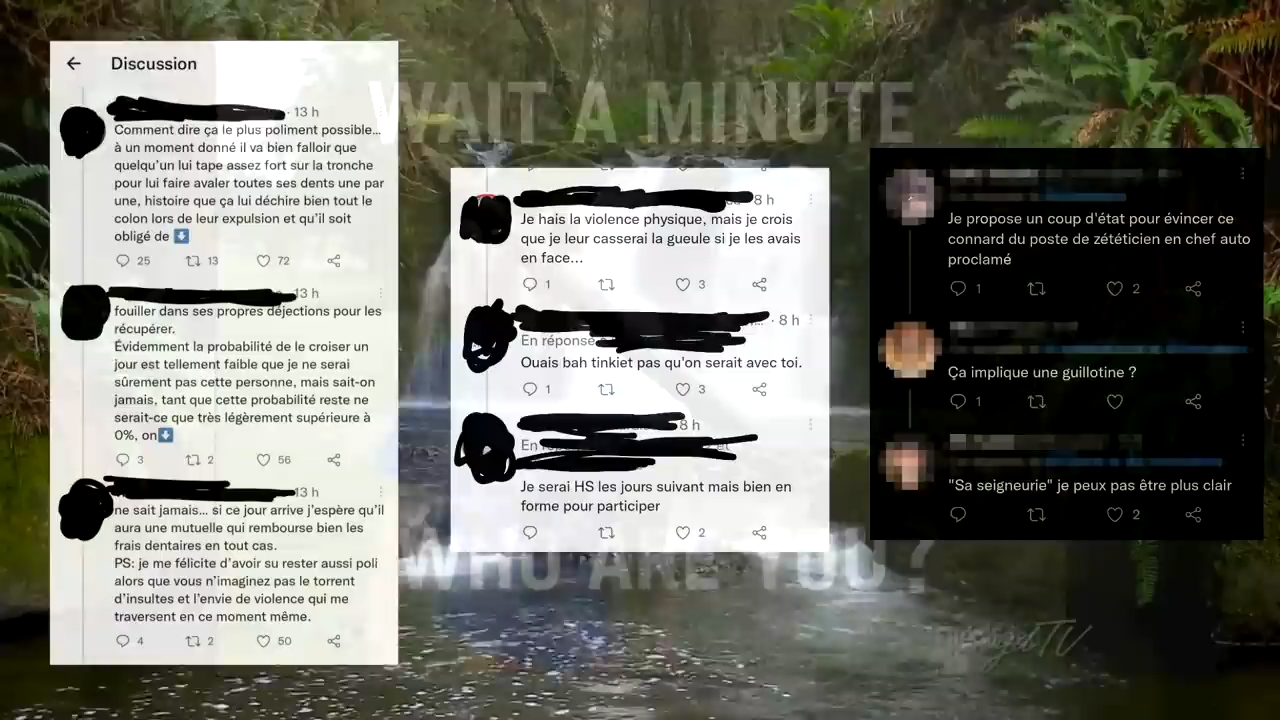 WAIT A MINUTE
Discussion
· 13 h
Comment dire ça le plus poliment possible...
à un moment donné il va bien falloir que
quelqu'un lui tape assez fort sur la tronche
pour lui faire avaler toutes ses dents une par
une, histoire que ça lui déchire bien tout le
colon lors de leur expulsion et qu'il soit
obligé de ⬇
25 13 72
13 h
fouiller dans ses propres déjections pour les
récupérer.
Évidemment la probabilité de le croiser un
jour est tellement faible que je ne serai
sûrement pas cette personne, mais sait-on
jamais, tant que cette probabilité reste ne
serait-ce que très légèrement supérieure à
0%, on⬇
3 2 56
13 h
ne sait jamais... si ce jour arrive j'espère qu'il
aura une mutuelle qui rembourse bien les
frais dentaires en tout cas.
PS: je me félicite d'avoir su rester aussi poli
alors que vous n'imaginez pas le torrent
d'insultes et l'envie de violence qui me
traversent en ce moment même.
4 2 50
8 h
Je hais la violence physique, mais je crois
que je leur casserai la gueule si je les avais
en face...
1 3
... · 8 h
En réponse
Ouais bah tinkiet pas qu'on serait avec toi.
1 3
8 h
Je serai HS les jours suivant mais bien en
forme pour participer
2
Je propose un coup d'état pour évincer ce
connard du poste de zététicien en chef auto
proclamé
1 2
Ça implique une guillotine ?
1
"Sa seigneurie" je peux pas être plus clair
2
WHO ARE YOU ?